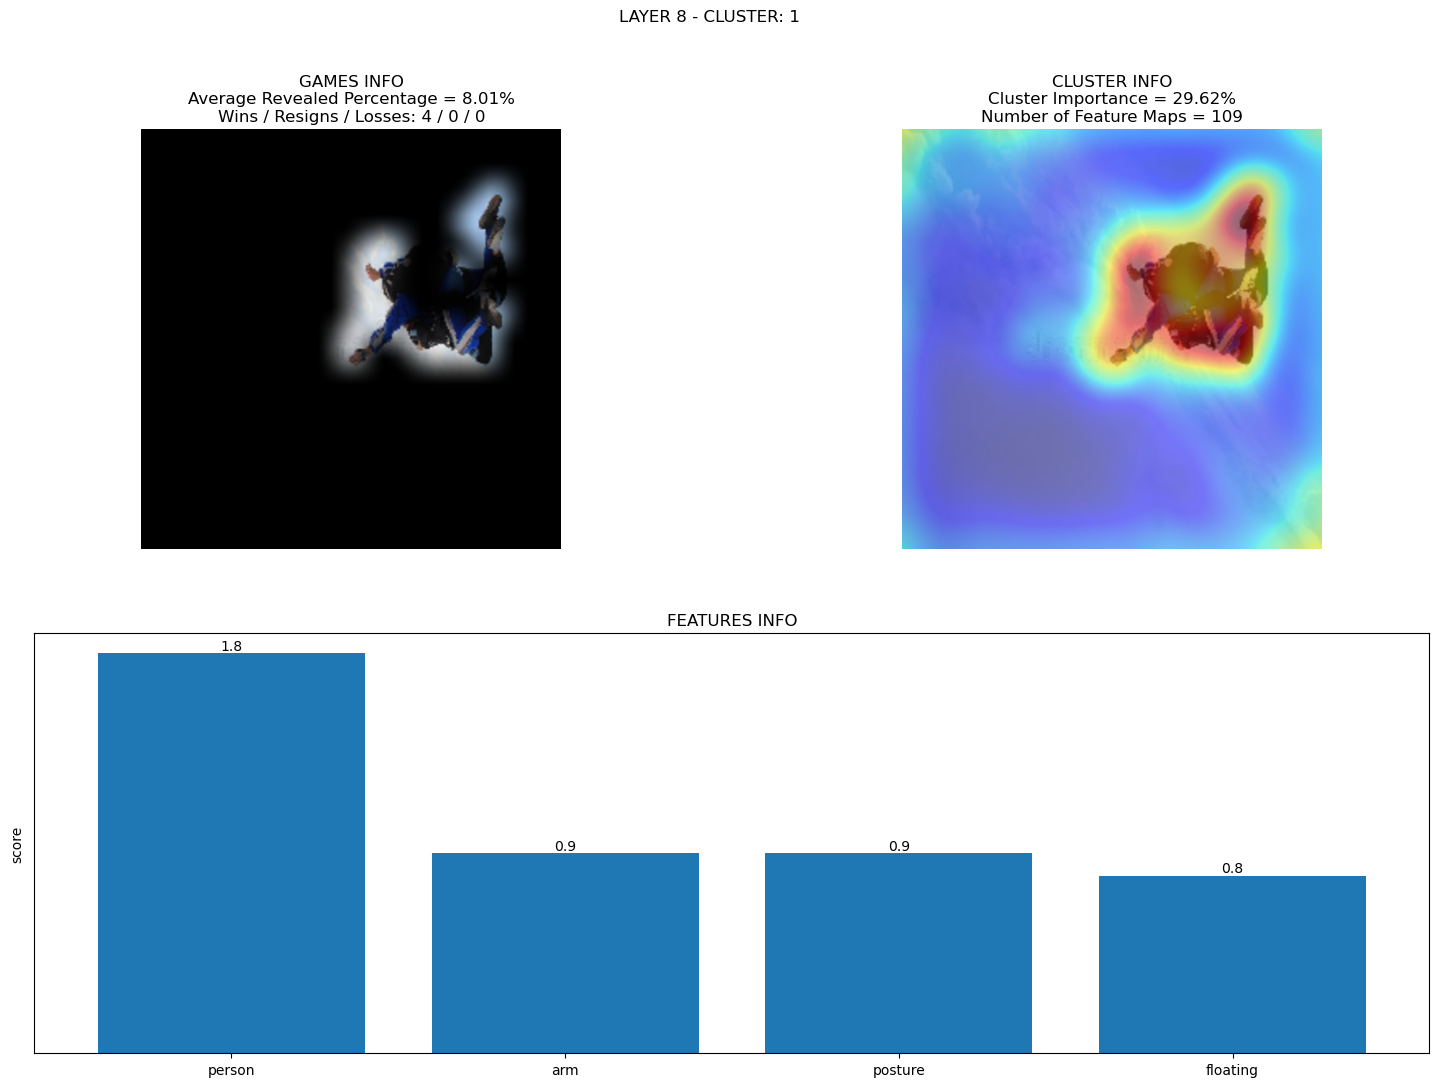 LAYER 8 - CLUSTER: 1
GAMES INFO
Average Revealed Percentage = 8.01%
Wins / Resigns / Losses: 4 / 0 / 0
CLUSTER INFO
Cluster Importance = 29.62%
Number of Feature Maps = 109
FEATURES INFO
score
1.8
0.9
0.9
0.8
person
arm
posture
floating